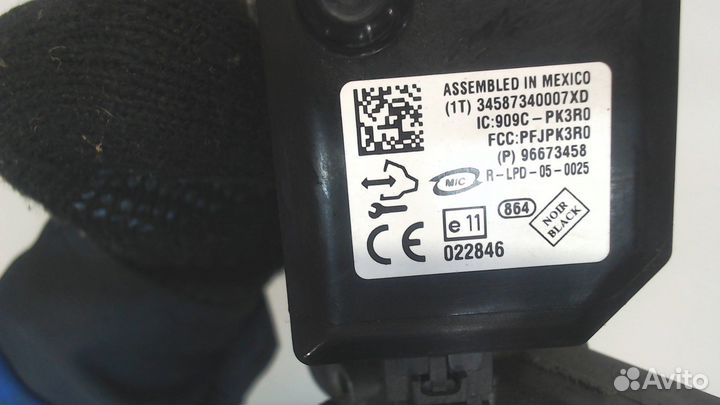 ASSEMBLED IN MEXICO
(1T) 34587340007XD
IC:909C-PK3R0
FCC:PFJPK3R0
(P) 96673458
R-LPD-05-0025
MIC
864
e 11
NOIR
BLACK
CE
022846
Avito